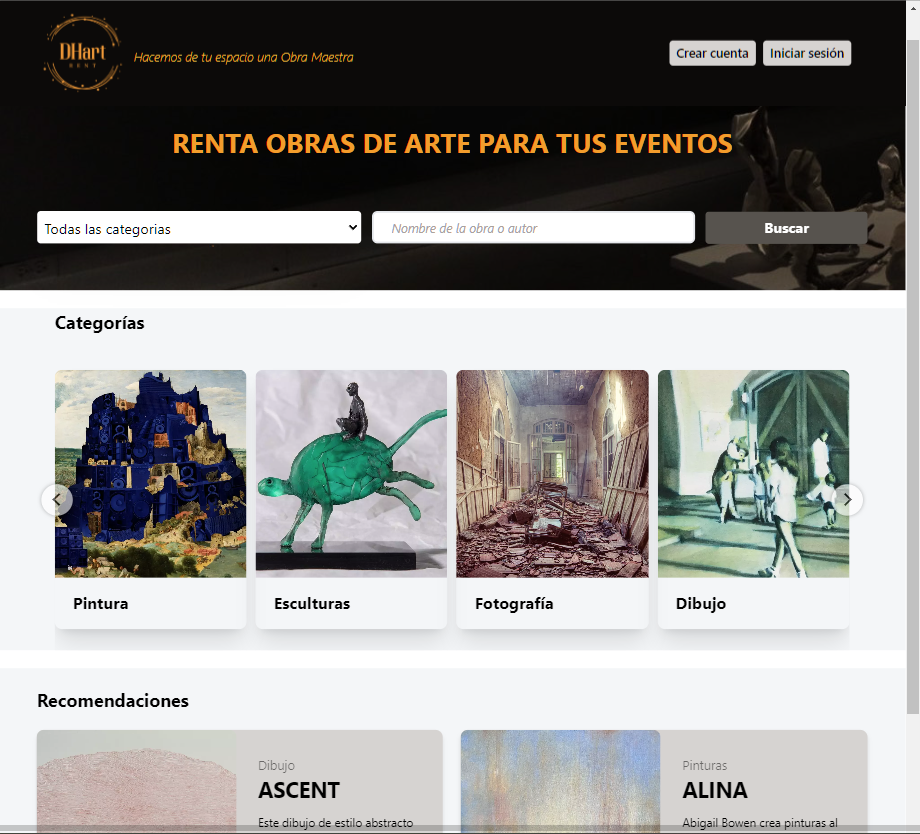 DHart
RENT
Hacemos de tu espacio una Obra Maestra
Crear cuenta
Iniciar sesión
RENTA OBRAS DE ARTE PARA TUS EVENTOS
Todas las categorias
Nombre de la obra o autor
Buscar
Categorías
Pintura
Esculturas
Fotografía
Dibujo
Recomendaciones
Dibujo
ASCENT
Este dibujo de estilo abstracto
Pinturas
ALINA
Abigail Bowen crea pinturas al